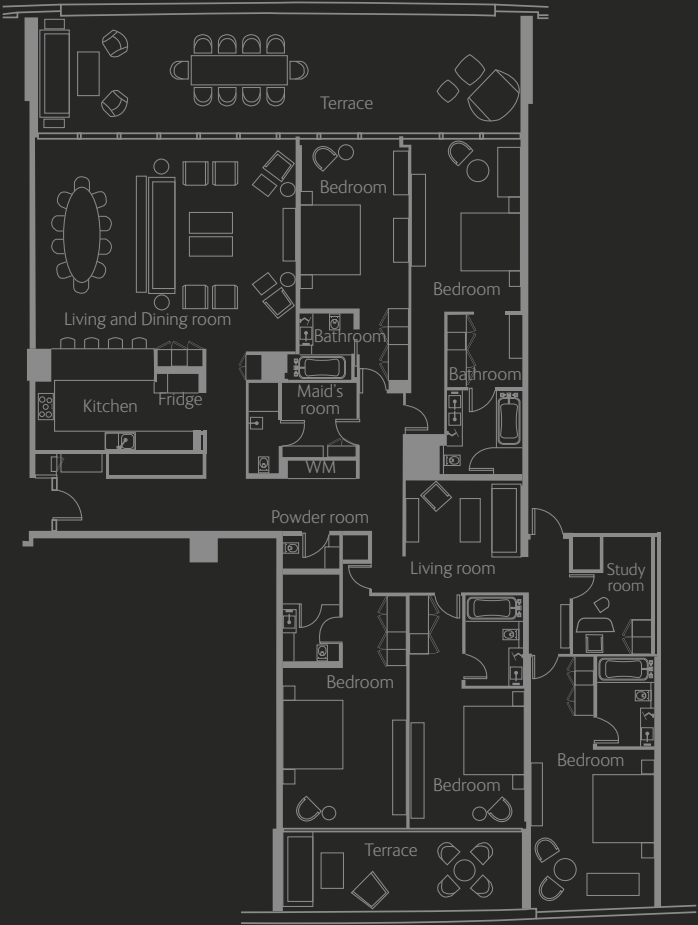 Terrace
Bedroom
Bedroom
Living and Dining room
Bathroom
Bathroom
Fridge
Kitchen
Maid's
room
WM
Powder room
Living room
Study
room
Bedroom
Bedroom
Bedroom
Terrace